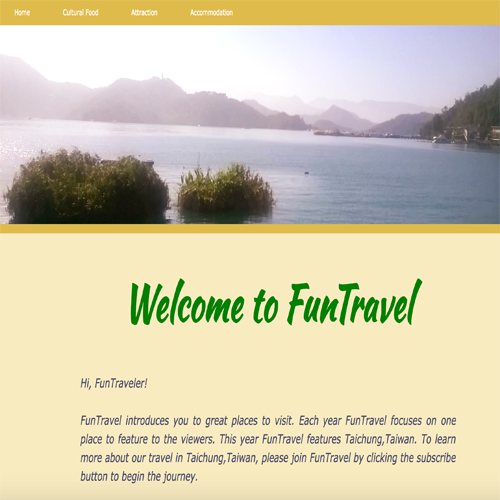 Home Cultural Food Attraction Accommodation
Welcome to FunTravel
Hi, FunTraveler!
FunTravel introduces you to great places to visit. Each year FunTravel focuses on one
place to feature to the viewers. This year FunTravel features Taichung,Taiwan. To learn
more about our travel in Taichung,Taiwan, please join FunTravel by clicking the subscribe
button to begin the journey.